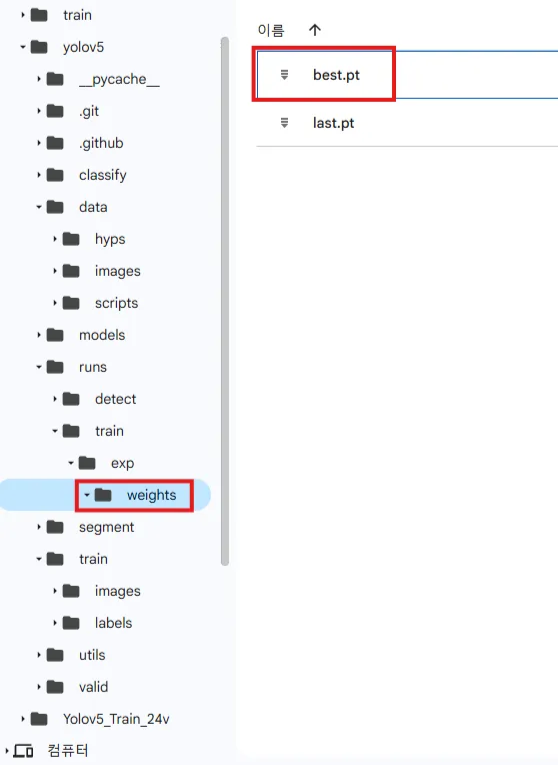 train
yolov5
__pycache__
.git
.github
classify
data
hyps
images
scripts
models
runs
detect
train
exp
weights
segment
train
images
labels
utils
valid
Yolov5_Train_24v
컴퓨터
이름
best.pt
last.pt